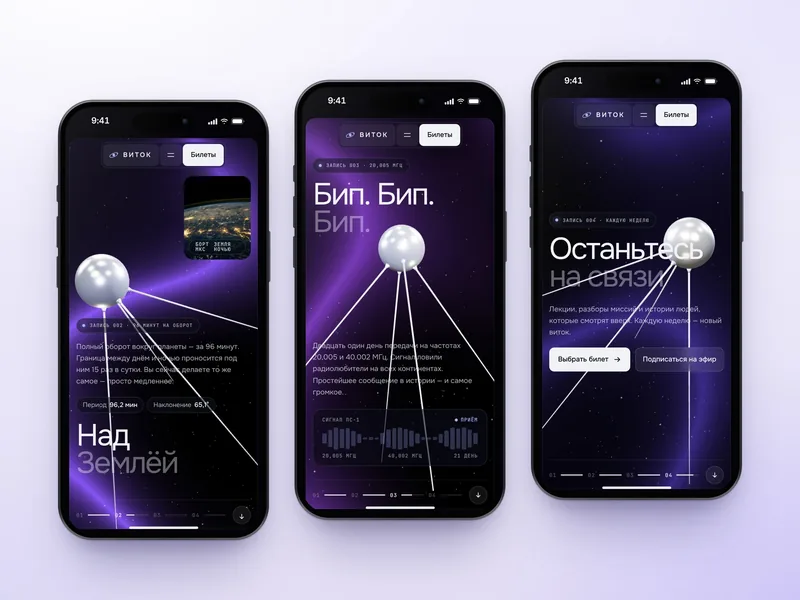 9:41
ВИТОК
Билеты
БОРТ ЗЕМЛЯ
МКС НОЧЬЮ
ЗАПИСЬ 002 · МИНУТ НА ОБОРОТ
Полный оборот вокруг планеты — за 96 минут.
Граница между днём и ночью проносится под
ним 15 раз в сутки. Вы сейчас делаете то же
самое — просто медленнее.
Период 96,2 мин
Наклонение 65,1°
Над
Землёй
01 02 03 04
9:41
ВИТОК
Билеты
ЗАПИСЬ 003 · 20,005 МГЦ
Бип. Бип.
Бип.
Двадцать один день передачи на частотах
20,005 и 40,002 МГц. Сигнал ловили
радиолюбители на всех континентах.
Простейшее сообщение в истории — и самое
громкое.
СИГНАЛ ПС-1
ПРИЁМ
20,005 МГЦ
40,002 МГЦ
21 ДЕНЬ
01 02 03 04
9:41
ВИТОК
Билеты
ЗАПИСЬ 004 · КАЖДУЮ НЕДЕЛЮ
Останьтесь
на связи
Лекции, разборы миссий и истории людей,
которые смотрят вверх. Каждую неделю — новый
виток.
Выбрать билет
Подписаться на эфир
01 02 03 04